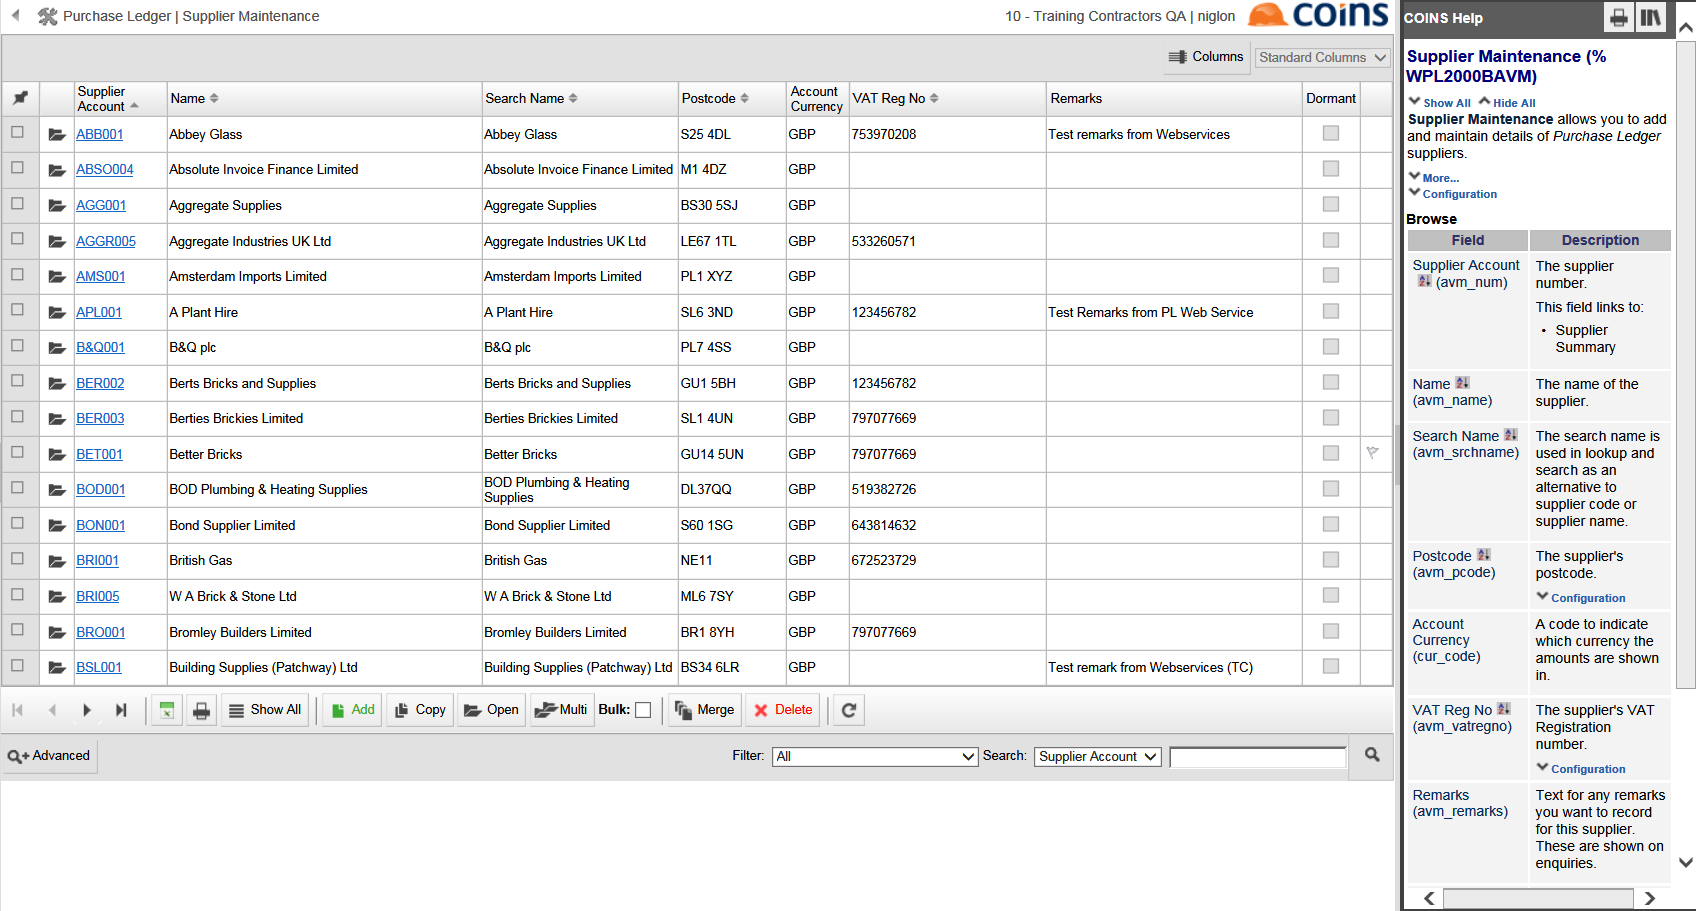 Purchase Ledger | Supplier Maintenance
10 - Training Contractors QA | niglon
coins
Columns
Standard Columns
Supplier Account
Name
Search Name
Postcode
Account Currency
VAT Reg No
Remarks
Dormant
ABB001 Abbey Glass Abbey Glass S25 4DL GBP 753970208 Test remarks from Webservices
ABSO004 Absolute Invoice Finance Limited Absolute Invoice Finance Limited M1 4DZ GBP
AGG001 Aggregate Supplies Aggregate Supplies BS30 5SJ GBP
AGGR005 Aggregate Industries UK Ltd Aggregate Industries UK Ltd LE67 1TL GBP 533260571
AMS001 Amsterdam Imports Limited Amsterdam Imports Limited PL1 XYZ GBP
APL001 A Plant Hire A Plant Hire SL6 3ND GBP 123456782 Test Remarks from PL Web Service
B&Q001 B&Q plc B&Q plc PL7 4SS GBP
BER002 Berts Bricks and Supplies Berts Bricks and Supplies GU1 5BH GBP 123456782
BER003 Berties Brickies Limited Berties Brickies Limited SL1 4UN GBP 797077669
BET001 Better Bricks Better Bricks GU14 5UN GBP 797077669
BOD001 BOD Plumbing & Heating Supplies BOD Plumbing & Heating Supplies DL37QQ GBP 519382726
BON001 Bond Supplier Limited Bond Supplier Limited S60 1SG GBP 643814632
BRI001 British Gas British Gas NE11 GBP 672523729
BRI005 W A Brick & Stone Ltd W A Brick & Stone Ltd ML6 7SY GBP
BRO001 Bromley Builders Limited Bromley Builders Limited BR1 8YH GBP 797077669
BSL001 Building Supplies (Patchway) Ltd Building Supplies (Patchway) Ltd BS34 6LR GBP Test remark from Webservices (TC)
Show All Add Copy Open Multi Bulk: Merge Delete
Advanced
Filter: All Search: Supplier Account
COINS Help
Supplier Maintenance (%
WPL2000BAVM)
Show All Hide All
Supplier Maintenance allows you to add
and maintain details of Purchase Ledger
suppliers.
More...
Configuration
Browse
Field Description
Supplier Account
(avm_num)
The supplier
number.
This field links to:
• Supplier
Summary
Name
(avm_name)
The name of the
supplier.
Search Name
(avm_srchname)
The search name is
used in lookup and
search as an
alternative to
supplier code or
supplier name.
Postcode
(avm_pcode)
The supplier's
postcode.
Configuration
Account
Currency
(cur_code)
A code to indicate
which currency the
amounts are shown
in.
VAT Reg No
(avm_vatregno)
The supplier's VAT
Registration
number.
Configuration
Remarks
(avm_remarks)
Text for any remarks
you want to record
for this supplier.
These are shown on
enquiries.